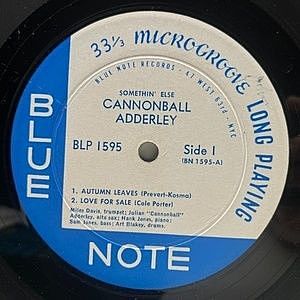 33 1/3 MICROGROOVE LONG PLAYING
BLUE NOTE RECORDS • 47 WEST 63rd • NYC
SOMETHIN' ELSE
CANNONBALL
ADDERLEY
BLP 1595
Side 1
(BN 1595-A)
1. AUTUMN LEAVES (Prevert-Kosma)
2. LOVE FOR SALE (Cole Porter)
Miles Davis, trumpet; Julian "Cannonball"
Adderley, alto sax; Hank Jones, piano;
Sam Jones, bass; Art Blakey, drums.
BLUE
NOTE